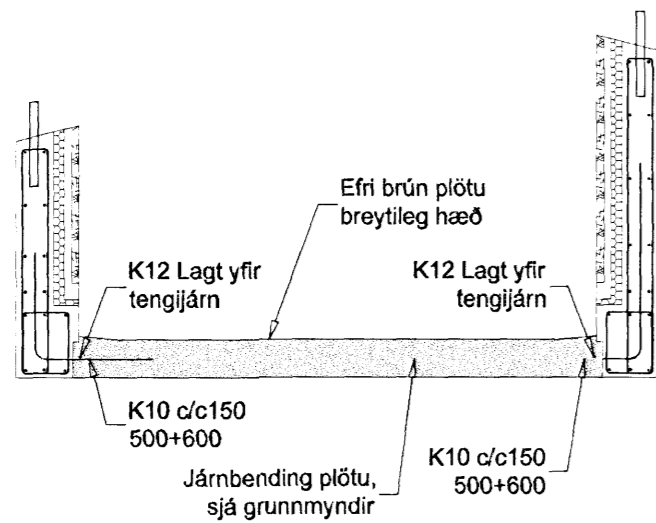 Efri brún plötu
breytileg hæð
K12 Lagt yfir
tengijárn
K12 Lagt yfir
tengijárn
K10 c/c150
500+600
K10 c/c150
500+600
Járnbending plötu,
sjá grunnmyndir